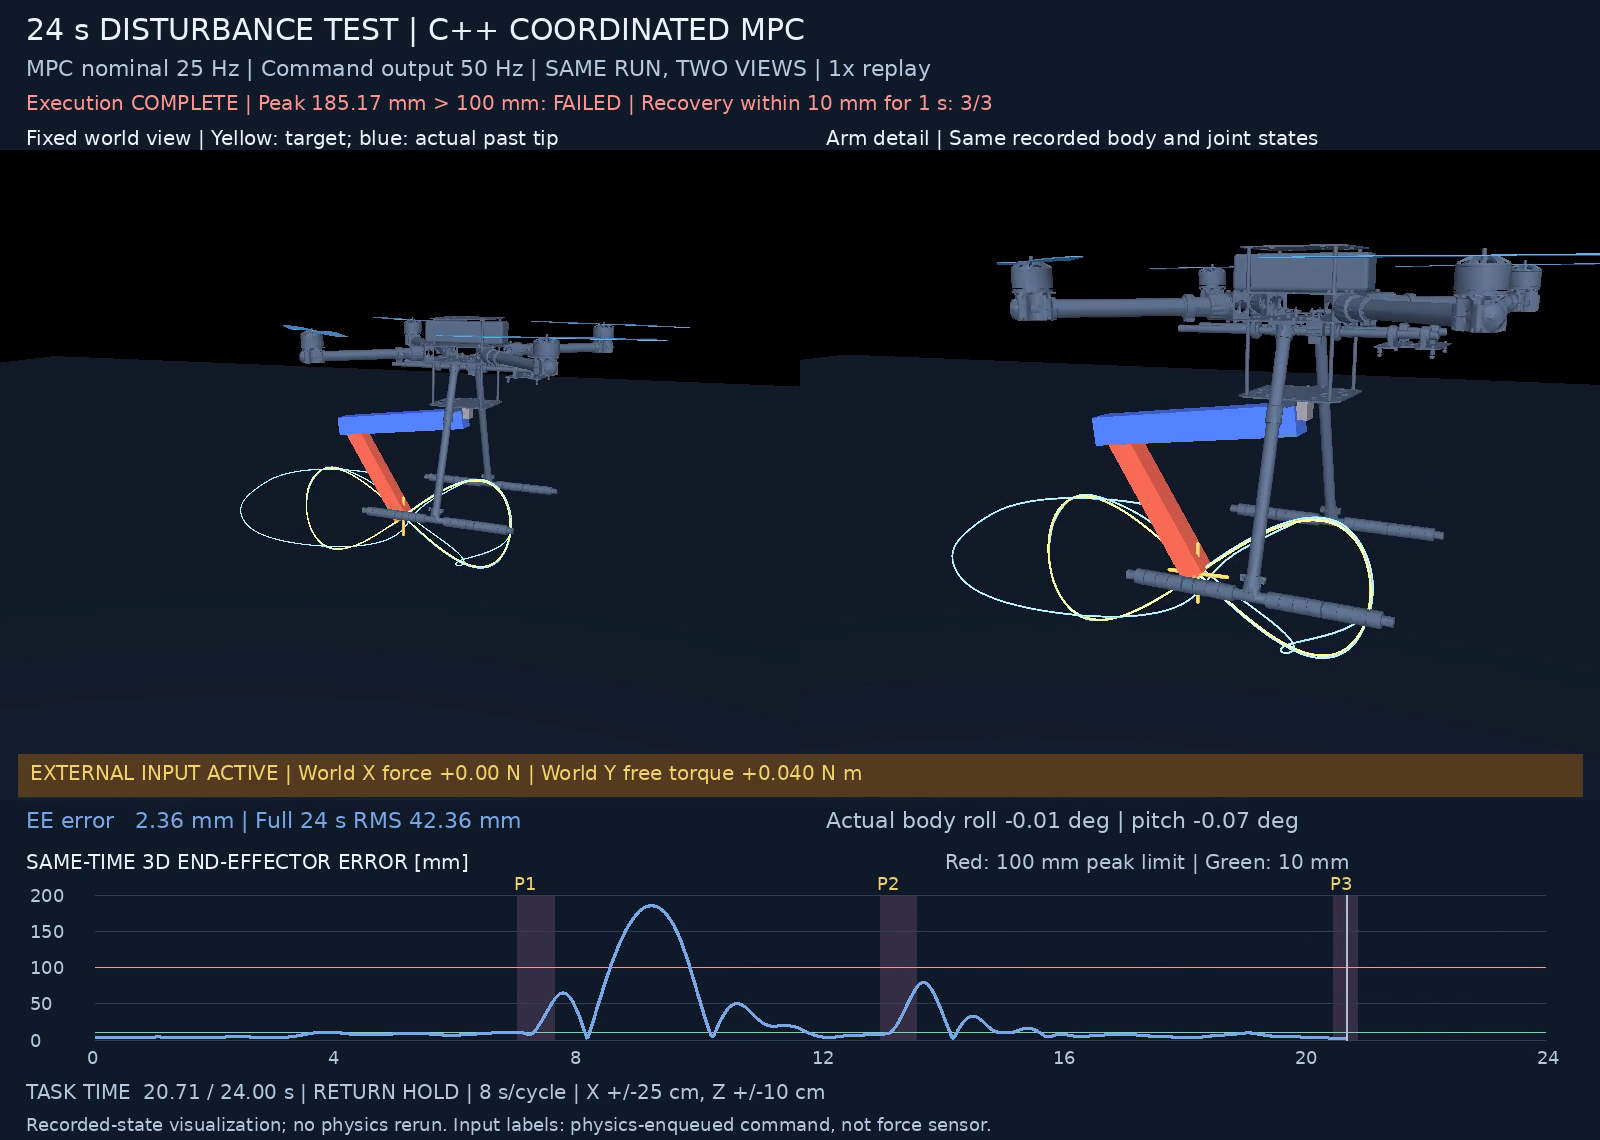 24 s DISTURBANCE TEST | C++ COORDINATED MPC
MPC nominal 25 Hz | Command output 50 Hz | SAME RUN, TWO VIEWS | 1x replay
Execution COMPLETE | Peak 185.17 mm > 100 mm: FAILED | Recovery within 10 mm for 1 s: 3/3
Fixed world view | Yellow: target; blue: actual past tip
Arm detail | Same recorded body and joint states
EXTERNAL INPUT ACTIVE | World X force +0.00 N | World Y free torque +0.040 N m
EE error 2.36 mm | Full 24 s RMS 42.36 mm
Actual body roll -0.01 deg | pitch -0.07 deg
SAME-TIME 3D END-EFFECTOR ERROR [mm]
Red: 100 mm peak limit | Green: 10 mm
P1 P2 P3
200
150
100
50
0
0 4 8 12 16 20 24
TASK TIME 20.71 / 24.00 s | RETURN HOLD | 8 s/cycle | X +/-25 cm, Z +/-10 cm
Recorded-state visualization; no physics rerun. Input labels: physics-enqueued command, not force sensor.